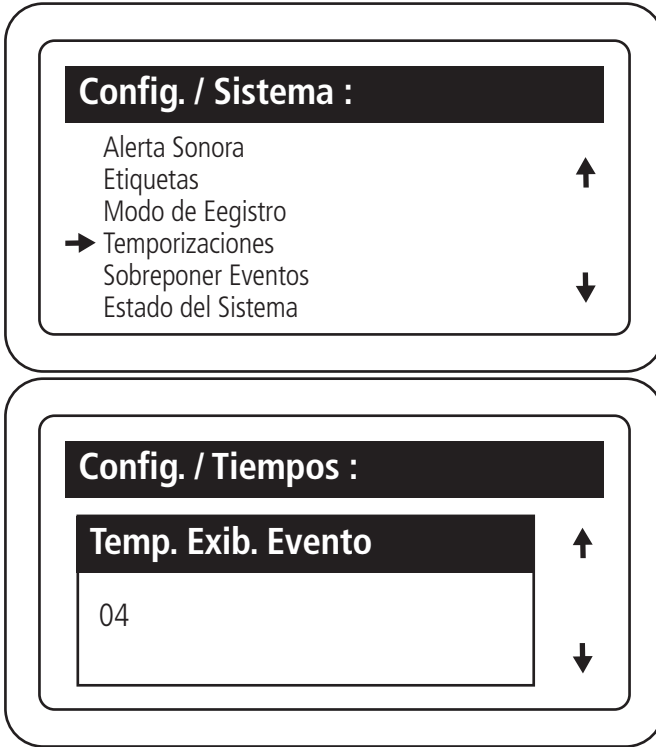 Config. / Sistema :
Alerta Sonora
Etiquetas
Modo de Eegistro
Temporizaciones
Sobreponer Eventos
Estado del Sistema
Config. / Tiempos :
Temp. Exib. Evento
04